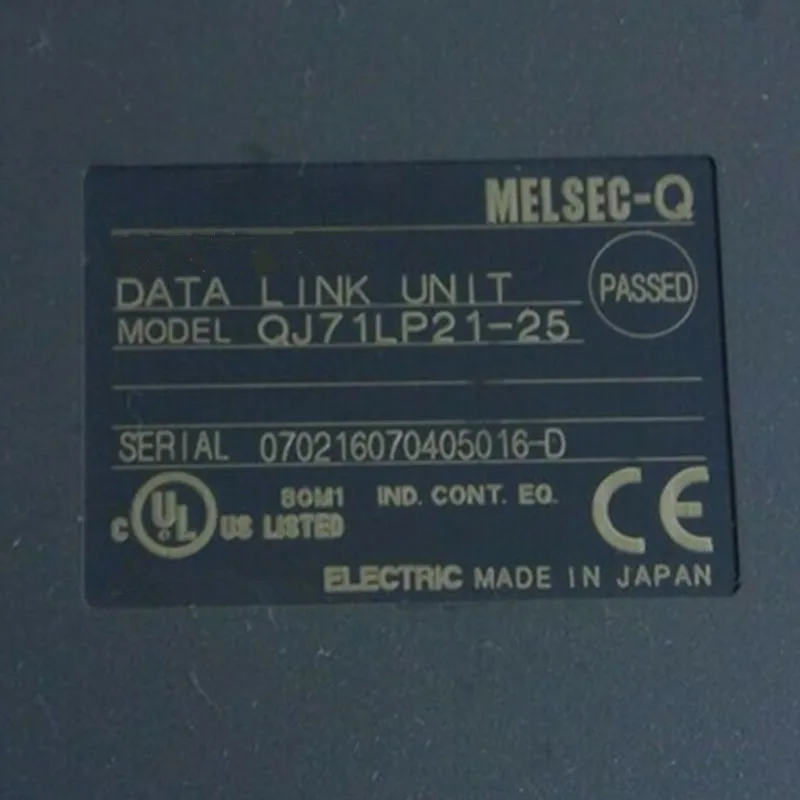 MELSEC-Q
DATA LINK UNIT
PASSED
MODEL QJ71LP21-25
SERIAL 070216070405016-D
80M1 IND. CONT. EQ.
C UL US LISTED
CE
ELECTRIC MADE IN JAPAN